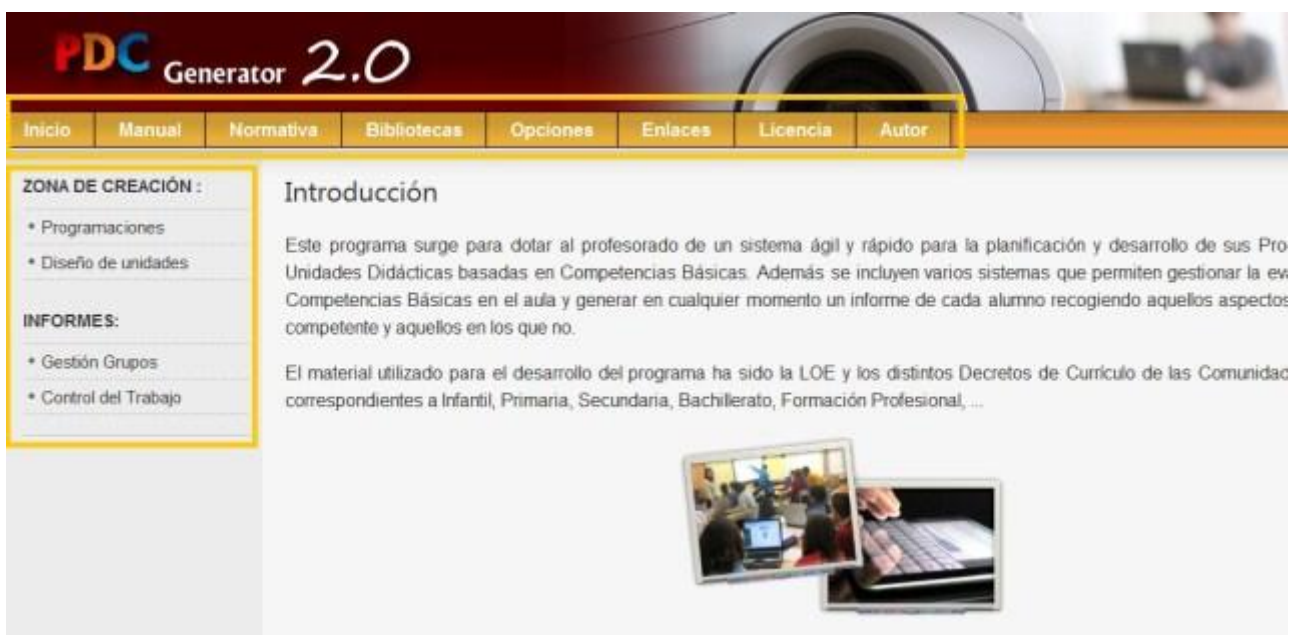 PDC Generator 2.0
Inicio Manual Normativa Bibliotecas Opciones Enlaces Licencia Autor
ZONA DE CREACIÓN :
• Programaciones
• Diseño de unidades
INFORMES:
• Gestión Grupos
• Control del Trabajo
Introducción
Este programa surge para dotar al profesorado de un sistema ágil y rápido para la planificación y desarrollo de sus Pro
Unidades Didácticas basadas en Competencias Básicas. Además se incluyen varios sistemas que permiten gestionar la eva
Competencias Básicas en el aula y generar en cualquier momento un informe de cada alumno recogiendo aquellos aspectos
competente y aquellos en los que no.
El material utilizado para el desarrollo del programa ha sido la LOE y los distintos Decretos de Currículo de las Comunidad
correspondientes a Infantil, Primaria, Secundaria, Bachillerato, Formación Profesional, ...